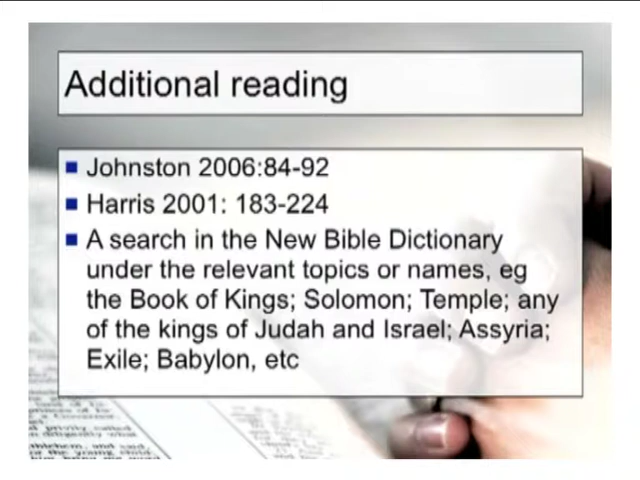 Additional reading
Johnston 2006:84-92
Harris 2001: 183-224
A search in the New Bible Dictionary
under the relevant topics or names, eg
the Book of Kings; Solomon; Temple; any
of the kings of Judah and Israel; Assyria;
Exile; Babylon, etc